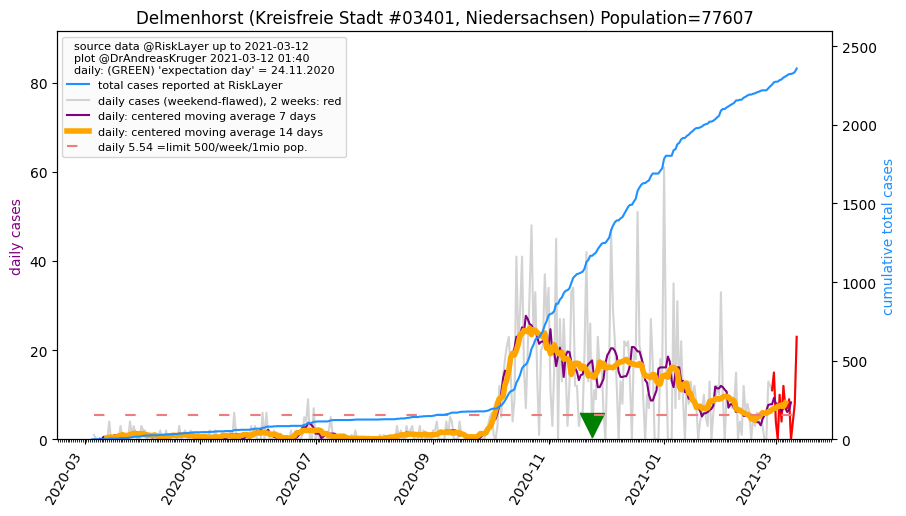 Delmenhorst (Kreisfreie Stadt #03401, Niedersachsen) Population=77607
source data @RiskLayer up to 2021-03-12
plot @DrAndreasKruger 2021-03-12 01:40
daily: (GREEN) 'expectation day' = 24.11.2020
total cases reported at RiskLayer
daily cases (weekend-flawed), 2 weeks: red
daily: centered moving average 7 days
daily: centered moving average 14 days
daily 5.54 =limit 500/week/1mio pop.
daily cases
80
60
40
20
0
cumulative total cases
2500
2000
1500
1000
500
0
2020-03
2020-05
2020-07
2020-09
2020-11
2021-01
2021-03